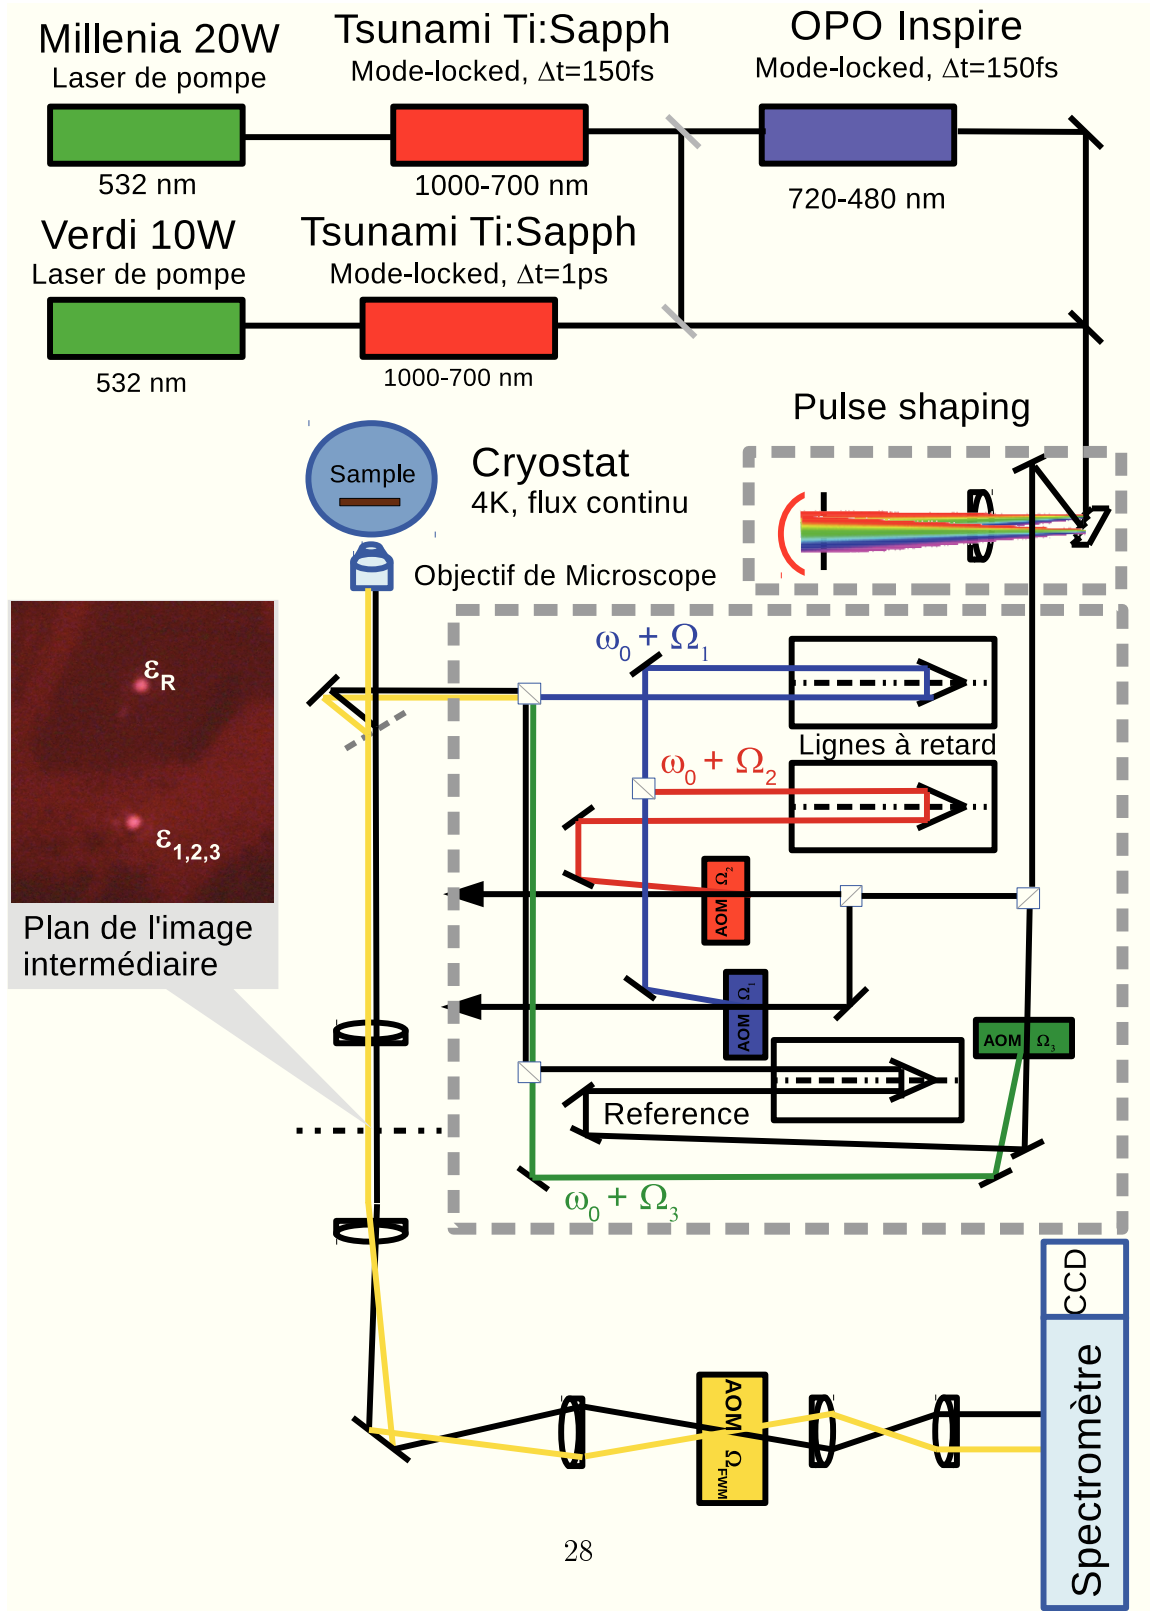 Millenia 20W
Laser de pompe
532 nm
Tsunami Ti:Sapph
Mode-locked, Δt=150fs
1000-700 nm
OPO Inspire
Mode-locked, Δt=150fs
720-480 nm
Verdi 10W
Laser de pompe
532 nm
Tsunami Ti:Sapph
Mode-locked, Δt=1ps
1000-700 nm
Pulse shaping
Sample
Cryostat
4K, flux continu
Objectif de Microscope
ω0 + Ω1
Lignes à retard
ω0 + Ω2
εR
ε1,2,3
Plan de l'image
intermédiaire
AOM Ω2
AOM Ω1
AOM Ω3
Reference
ω0 + Ω3
CCD
Spectromètre
AOM ΩFWM
28